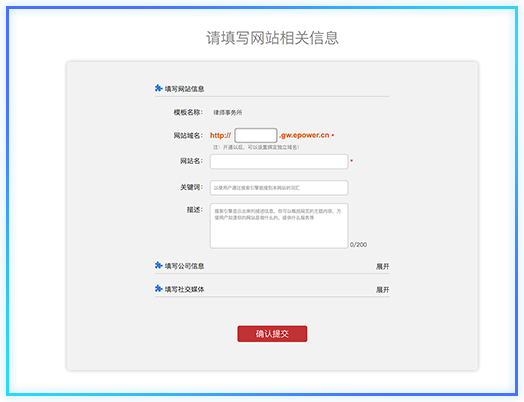 请填写网站相关信息
填写网站信息
模板名称： 律师事务所
网站域名： http:// .gw.epower.cn *
注：开通以后，可以设置绑定独立域名！
网站名： *
关键词： 以便用户通过搜索引擎能搜到本网站的词汇
描述： 搜索引擎显示出来的描述信息，你可以概括网页的主题内容，方
便用户知道你的网站是做什么的，提供什么服务等
0/200
填写公司信息 展开
填写社交媒体 展开
确认提交